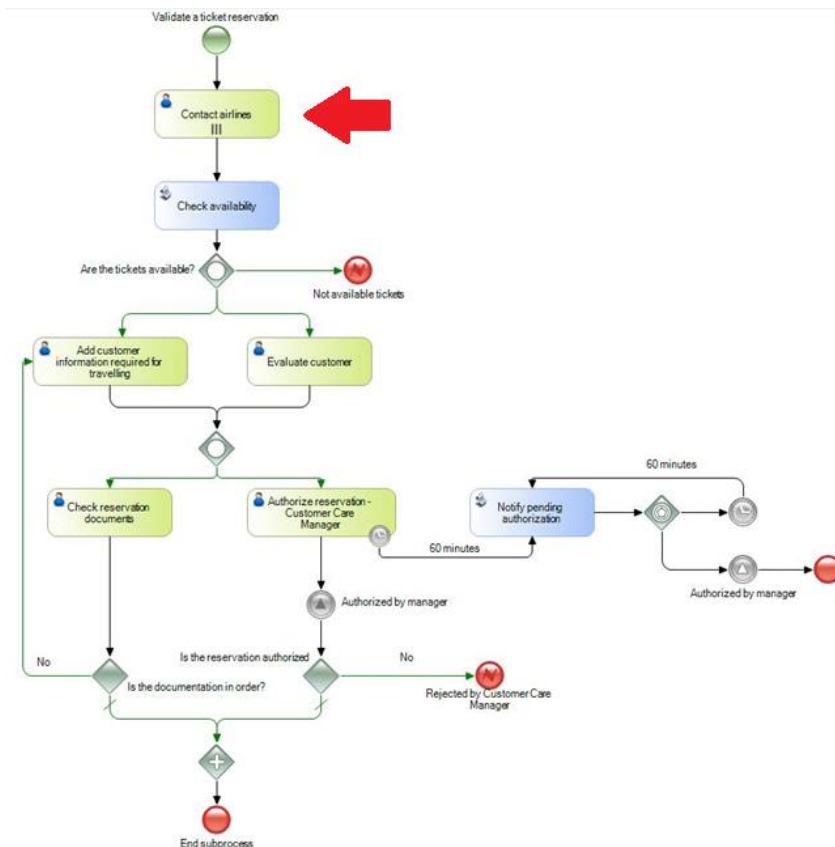 Validate a ticket reservation
Contact airlines
Check availability
Are the tickets available?
Not available tickets
Add customer
information required for
travelling
Evaluate customer
60 minutes
Check reservation
documents
Authorize reservation -
Customer Care
Manager
Notify pending
authorization
60 minutes
Authorized by manager
Authorized by manager
No
Is the reservation authorized
No
Is the documentation in order?
Rejected by Customer Care
Manager
End subprocess